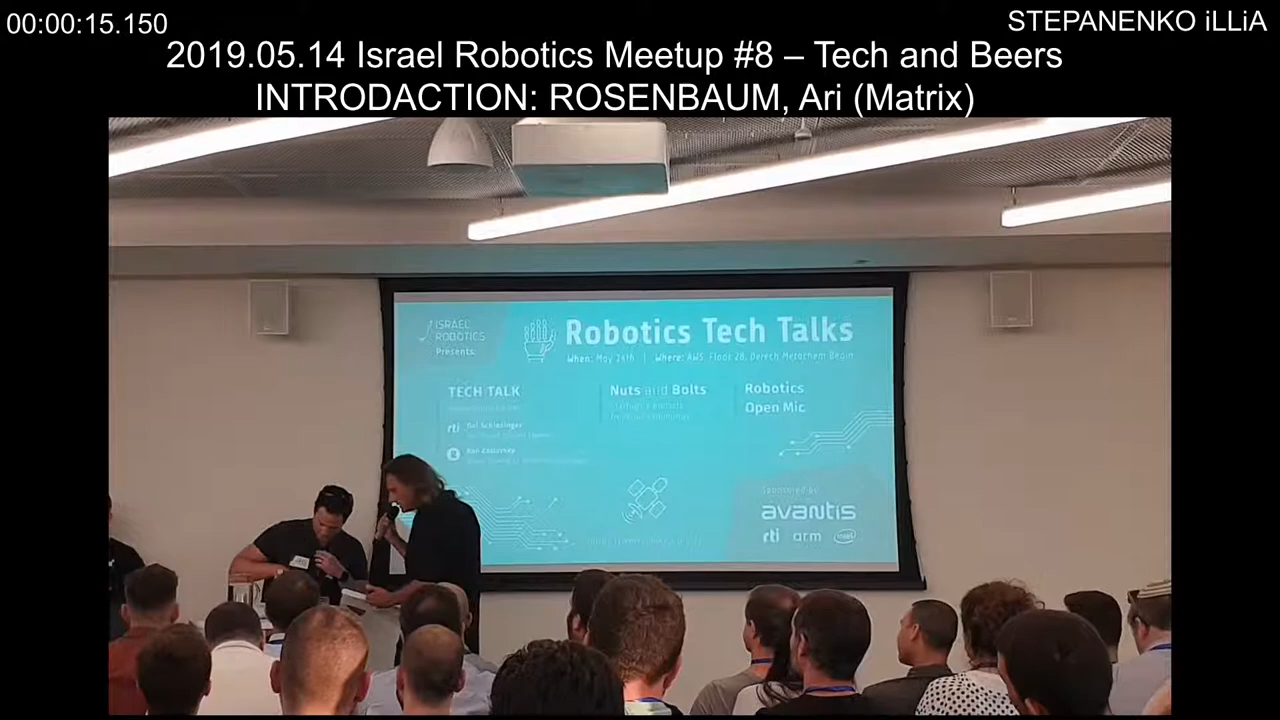 00:00:15.150
STEPANENKO iLLiA
2019.05.14 Israel Robotics Meetup #8 – Tech and Beers
INTRODACTION: ROSENBAUM, Ari (Matrix)
ISRAEL
ROBOTICS
Presents:
Robotics Tech Talks
When: May 14th | Where: AWS, Floor 28, Derech Menachem Begin
TECH TALK
rti
Nuts and Bolts
Robotics
Open Mic
Sponsored by
avantis
rti arm intel